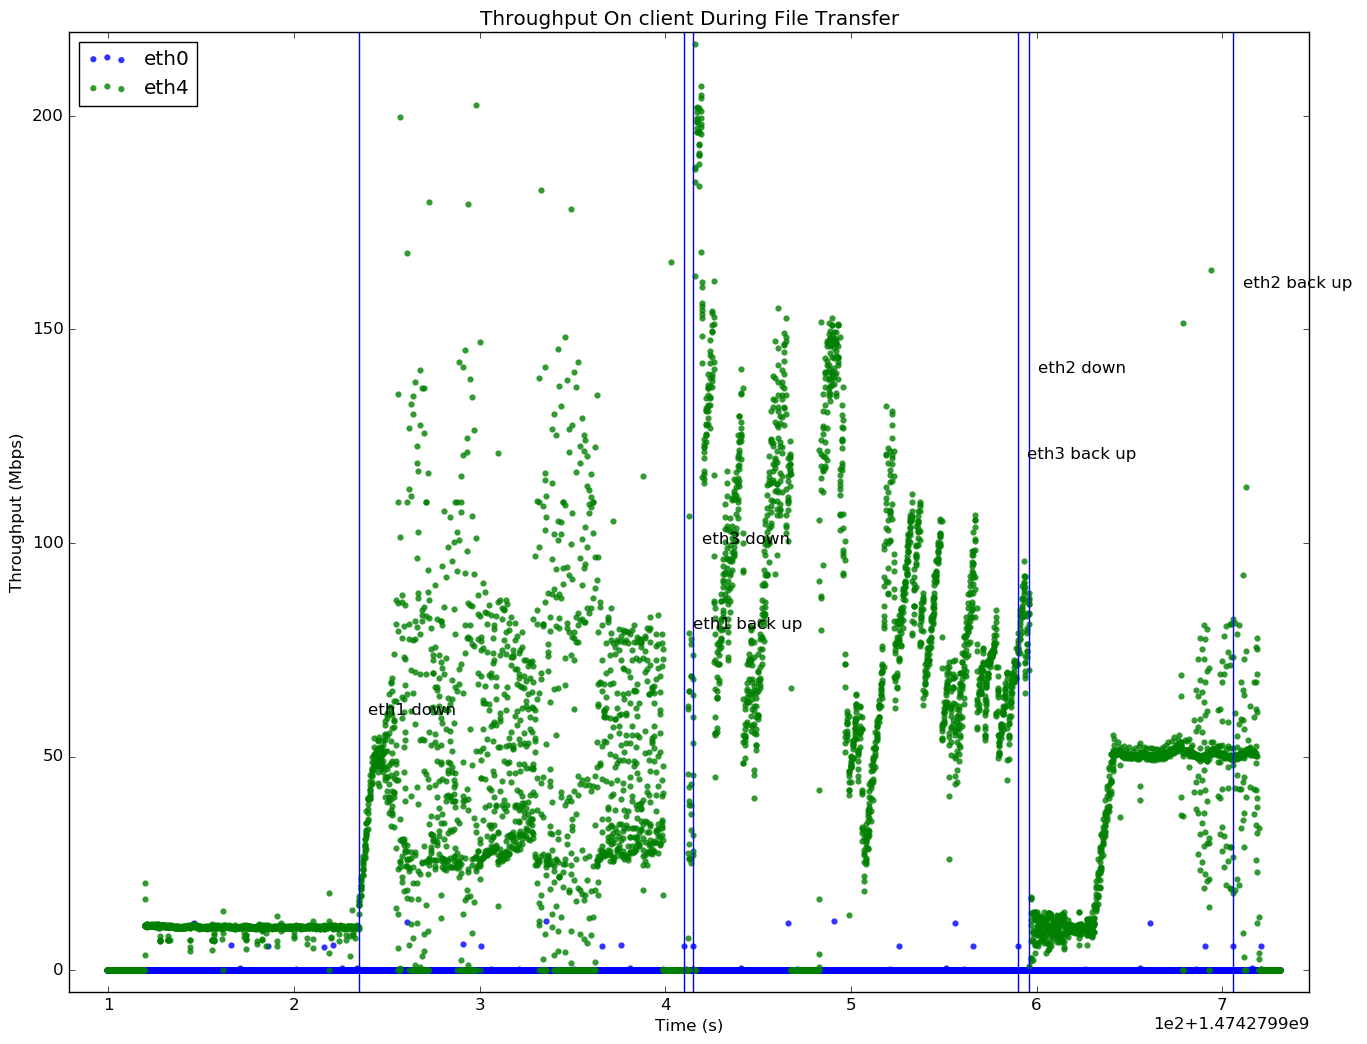 Throughput On client During File Transfer
eth0
eth4
200
150
100
50
0
Throughput (Mbps)
eth2 back up
eth2 down
eth3 back up
eth3 down
eth1 back up
eth1 down
1 2 3 4 5 6 7
Time (s)
1e2+1.4742799e9